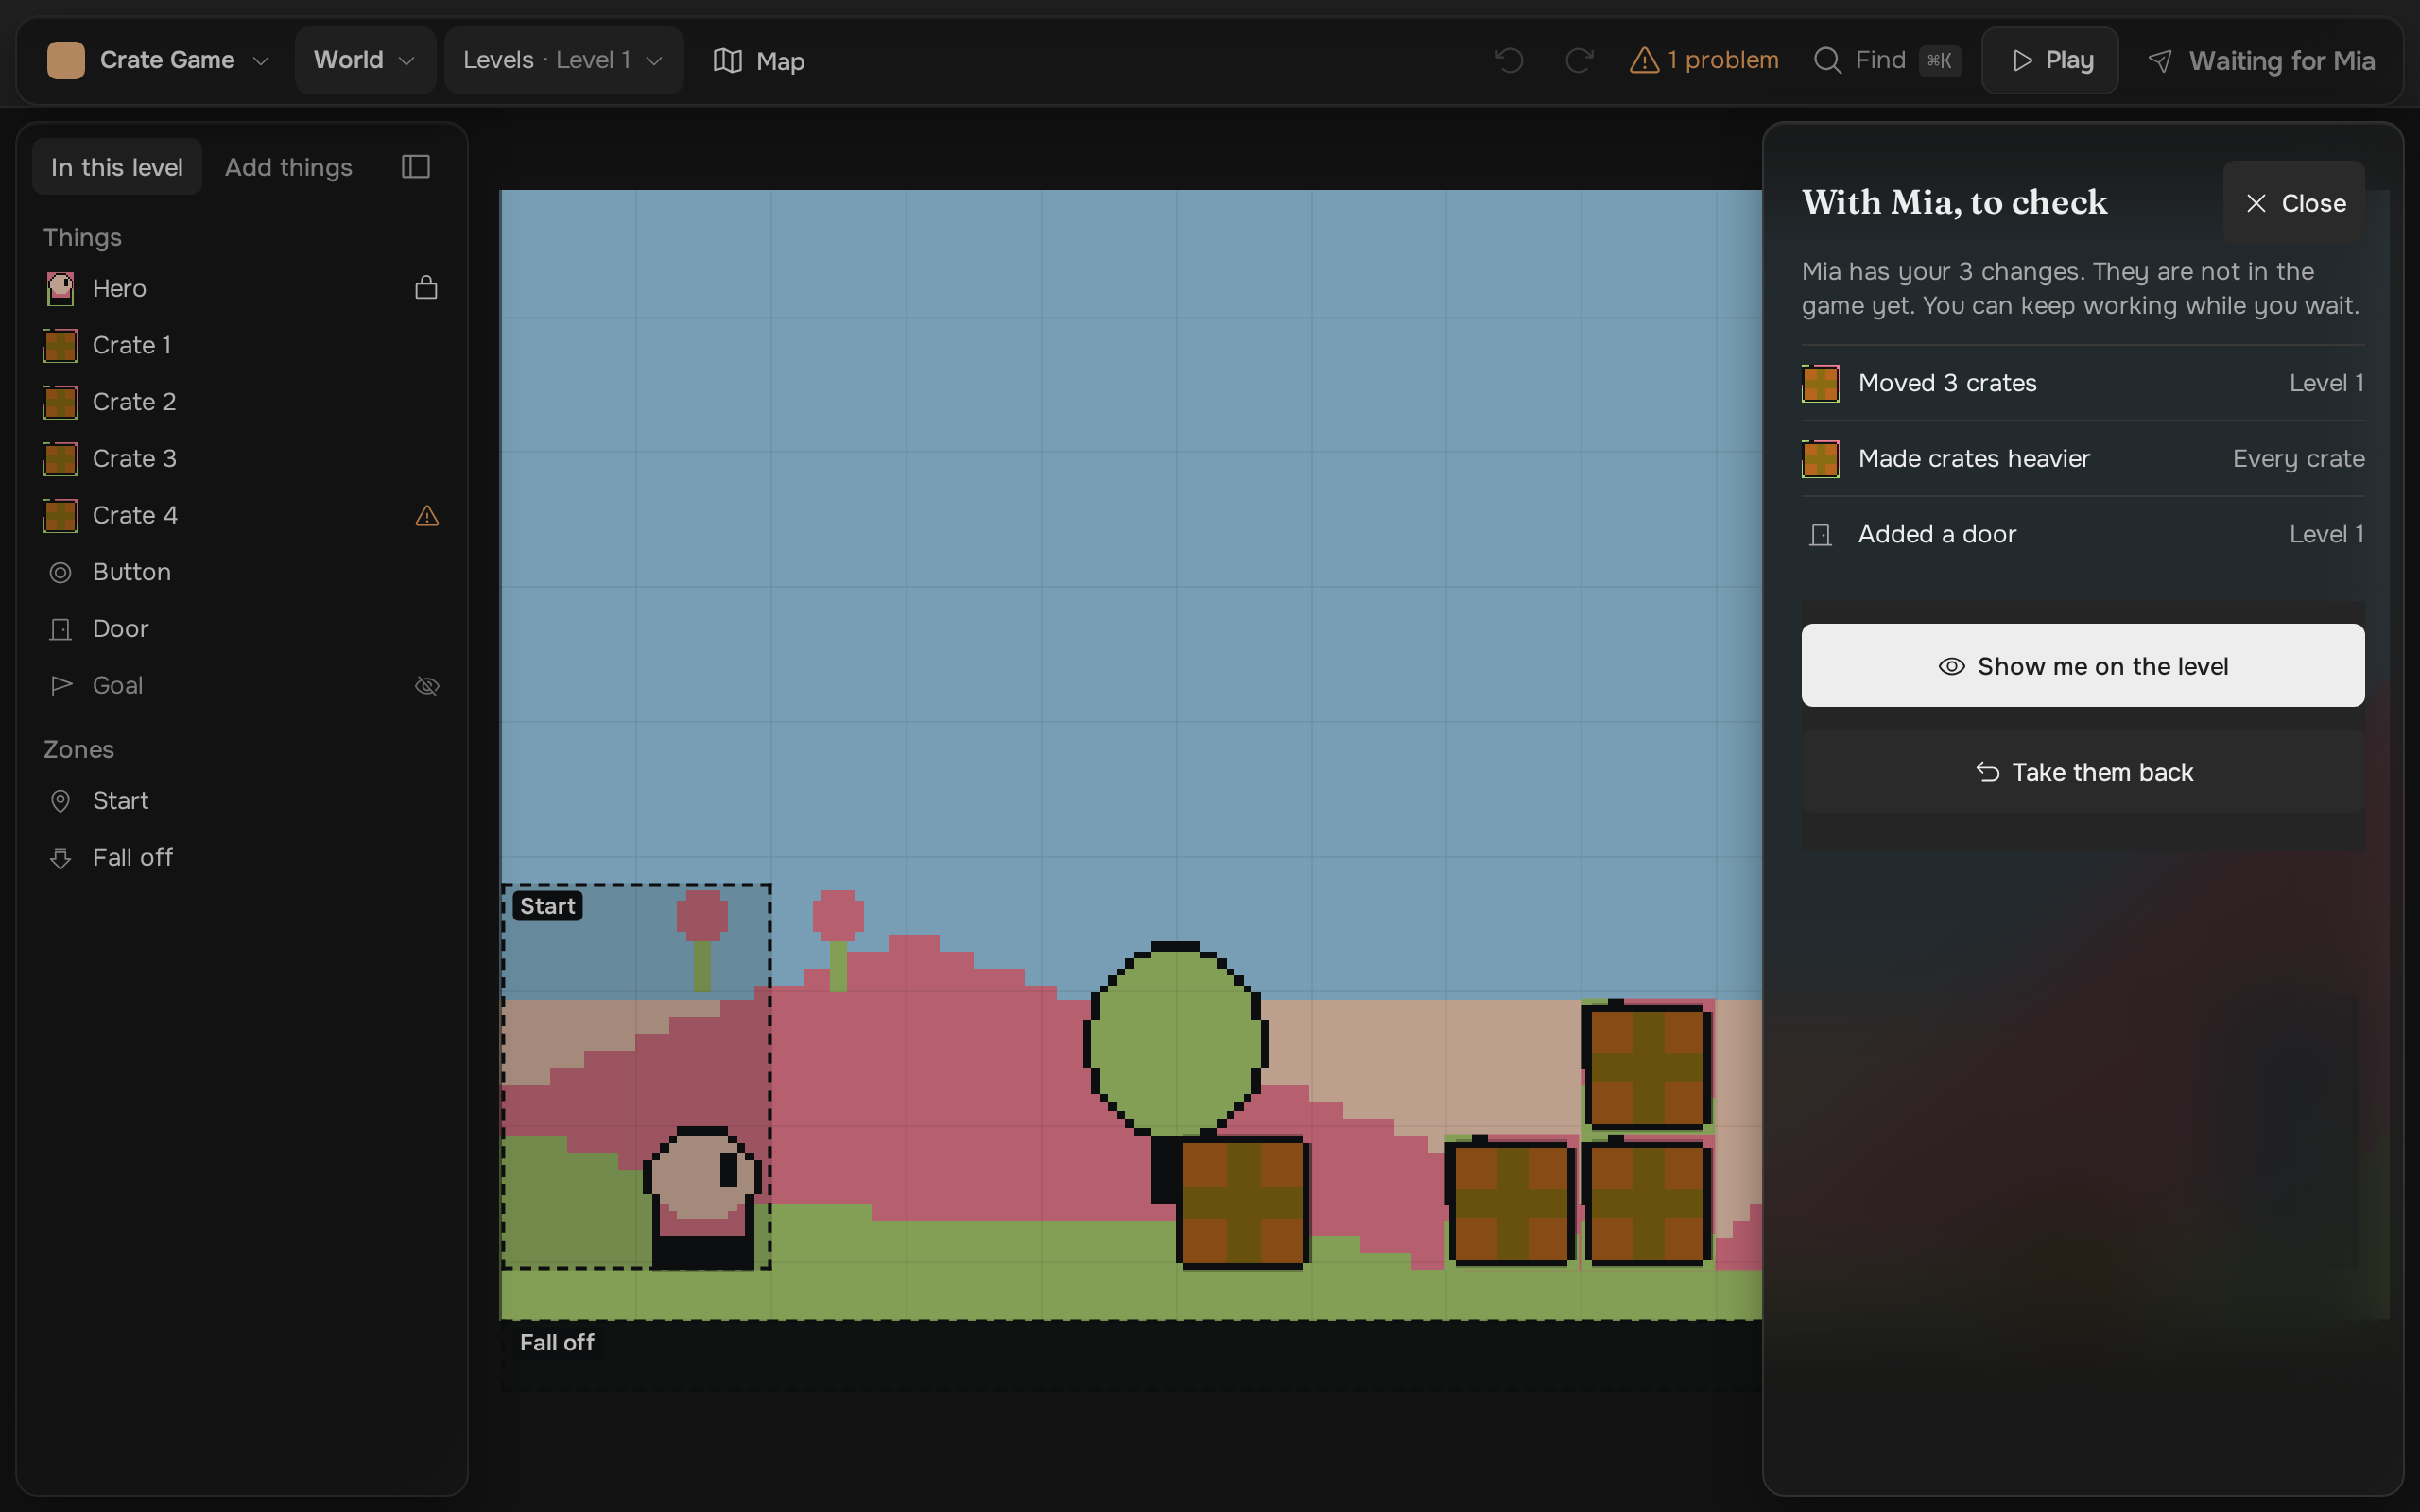 Crate Game
World
Levels · Level 1
Map
1 problem
Find ⌘K
Play
Waiting for Mia
In this level
Add things
Things
Hero
Crate 1
Crate 2
Crate 3
Crate 4
Button
Door
Goal
Zones
Start
Fall off
Start
Fall off
With Mia, to check
Close
Mia has your 3 changes. They are not in the
game yet. You can keep working while you wait.
Moved 3 crates Level 1
Made crates heavier Every crate
Added a door Level 1
Show me on the level
Take them back